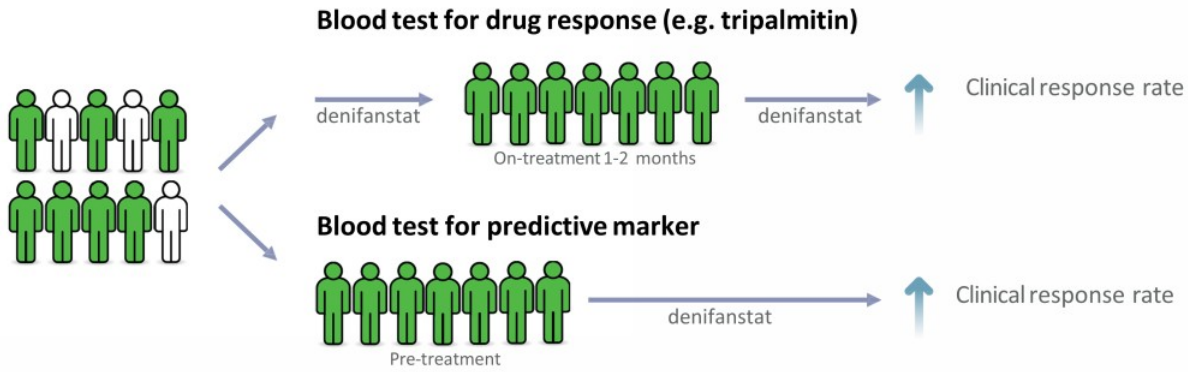 Blood test for drug response (e.g. tripalmitin)
denifanstat
On-treatment 1-2 months
denifanstat
Clinical response rate
Blood test for predictive marker
Pre-treatment
denifanstat
Clinical response rate